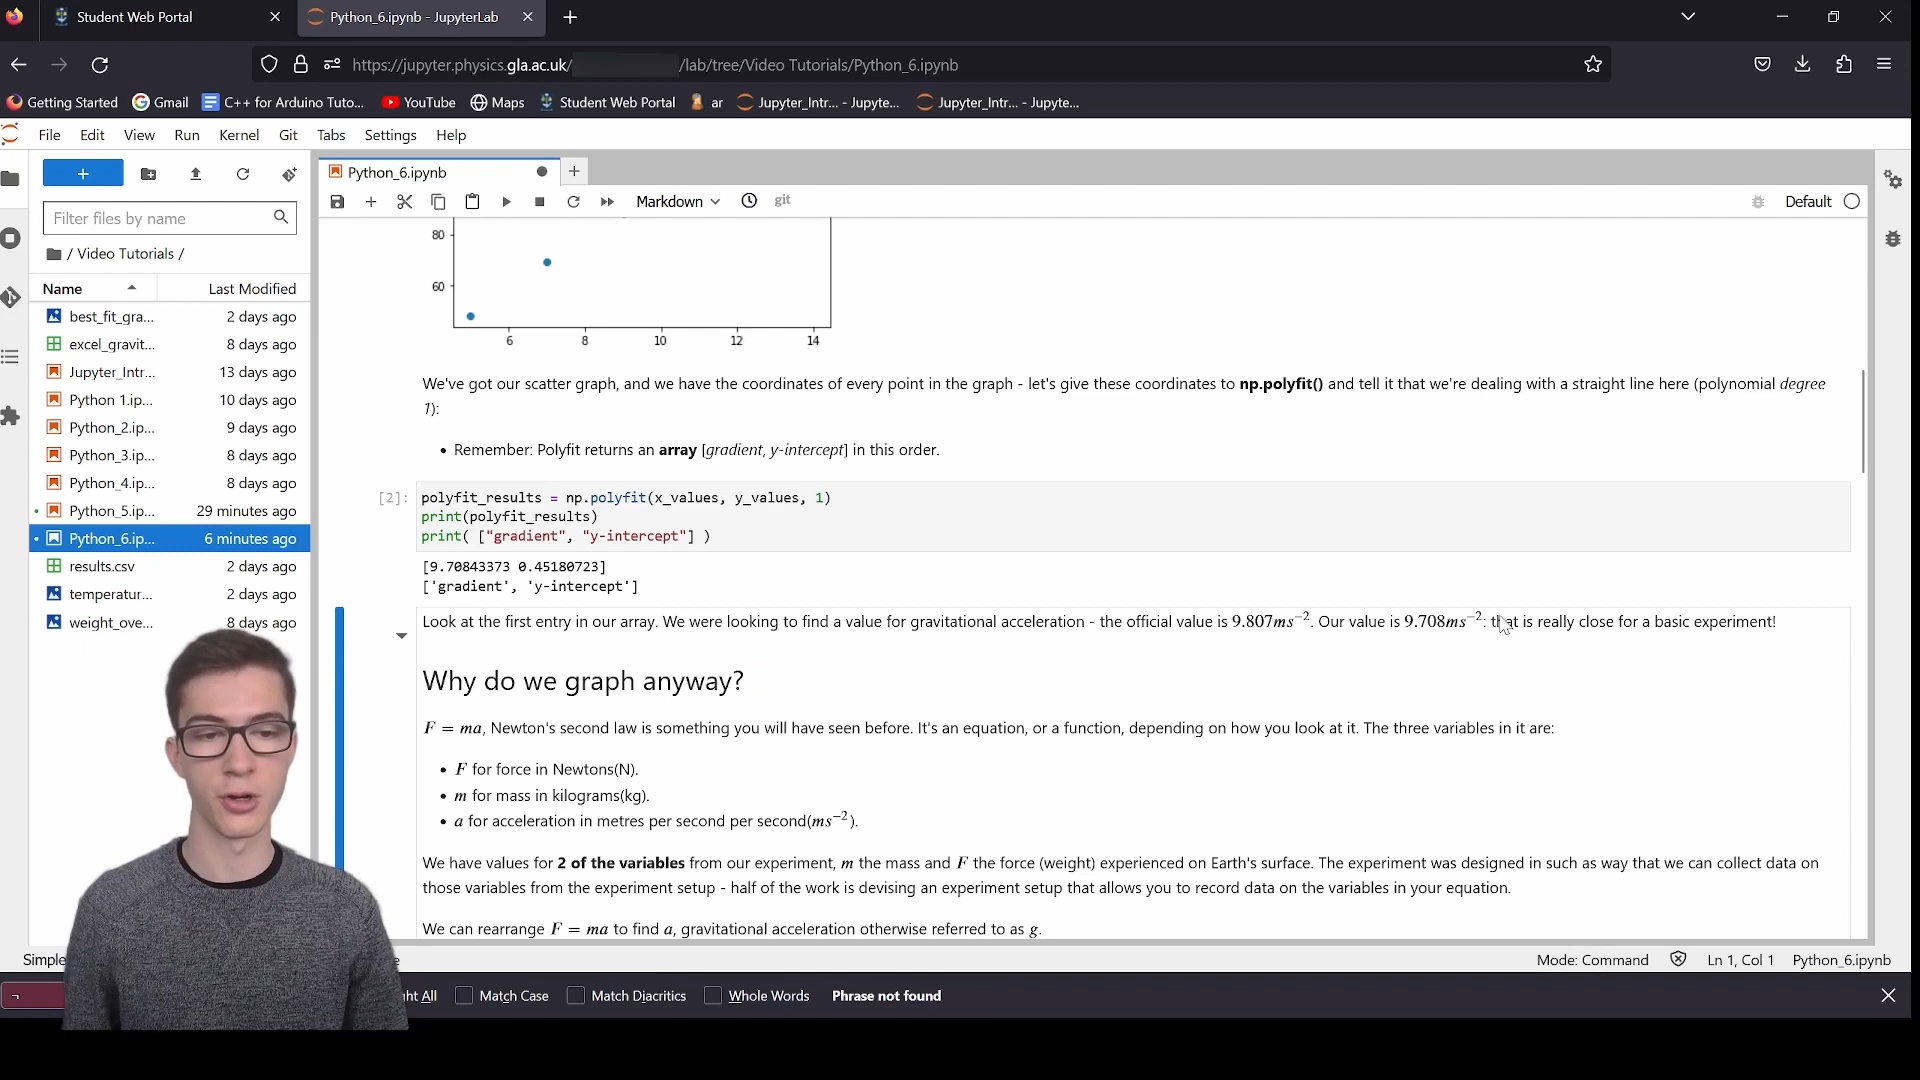 Student Web Portal
Python_6.ipynb - JupyterLab
https://jupyter.physics.gla.ac.uk/ /lab/tree/Video Tutorials/Python_6.ipynb
Getting Started Gmail C++ for Arduino Tuto... YouTube Maps Student Web Portal ar Jupyter_Intr... - Jupyte... Jupyter_Intr... - Jupyte...
File Edit View Run Kernel Git Tabs Settings Help
Python_6.ipynb
Markdown git Default
Filter files by name
/ Video Tutorials /
Name Last Modified
best_fit_gra... 2 days ago
excel_gravit... 8 days ago
Jupyter_Intr... 13 days ago
Python 1.ip... 10 days ago
Python_2.ip... 9 days ago
Python_3.ip... 8 days ago
Python_4.ip... 8 days ago
Python_5.ip... 29 minutes ago
Python_6.ip... 6 minutes ago
results.csv 2 days ago
temperatur... 2 days ago
weight_ove... 8 days ago
80
60
6 8 10 12 14
We've got our scatter graph, and we have the coordinates of every point in the graph - let's give these coordinates to np.polyfit() and tell it that we're dealing with a straight line here (polynomial degree
1):
• Remember: Polyfit returns an array [gradient, y-intercept] in this order.
[2]: polyfit_results = np.polyfit(x_values, y_values, 1)
print(polyfit_results)
print( ["gradient", "y-intercept"] )
[9.70843373 0.45180723]
['gradient', 'y-intercept']
Look at the first entry in our array. We were looking to find a value for gravitational acceleration - the official value is 9.807ms⁻². Our value is 9.708ms⁻²: that is really close for a basic experiment!
Why do we graph anyway?
F = ma, Newton's second law is something you will have seen before. It's an equation, or a function, depending on how you look at it. The three variables in it are:
• F for force in Newtons(N).
• m for mass in kilograms(kg).
• a for acceleration in metres per second per second(ms⁻²).
We have values for 2 of the variables from our experiment, m the mass and F the force (weight) experienced on Earth's surface. The experiment was designed in such as way that we can collect data on
those variables from the experiment setup - half of the work is devising an experiment setup that allows you to record data on the variables in your equation.
We can rearrange F = ma to find a, gravitational acceleration otherwise referred to as g.
Simple Mode: Command Ln 1, Col 1 Python_6.ipynb
¬ All Match Case Match Diacritics Whole Words Phrase not found